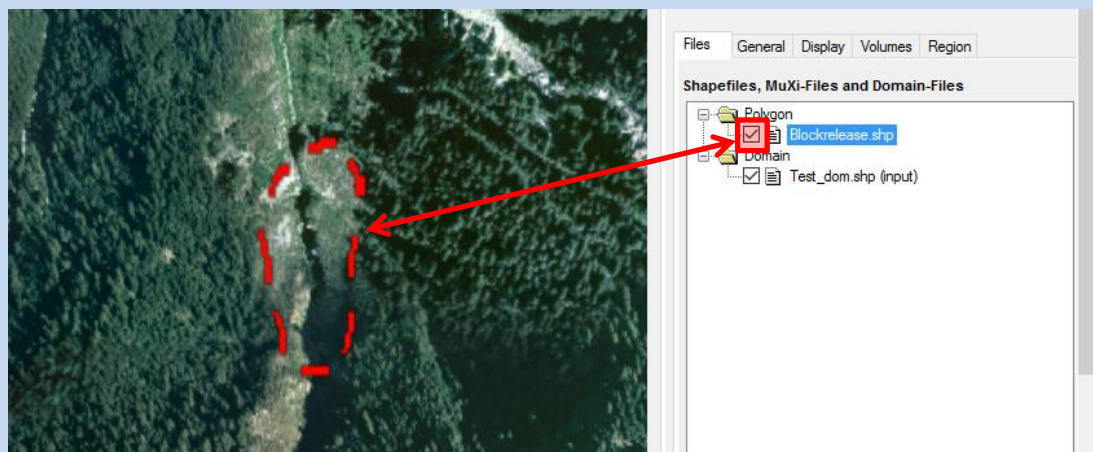 Files General Display Volumes Region
Shapefiles, MuXi-Files and Domain-Files
Polygon
Blockrelease.shp
Domain
Test_dom.shp (input)